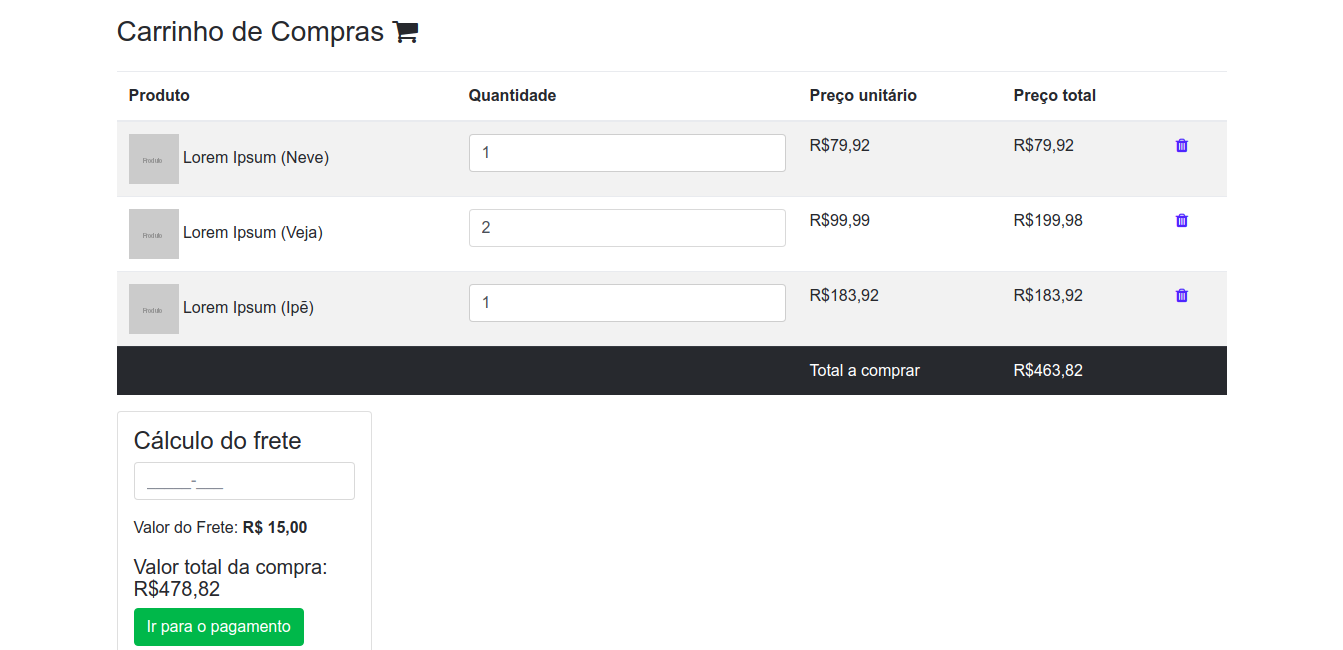 Carrinho de Compras
Produto Quantidade Preço unitário Preço total
Produto Lorem Ipsum (Neve) 1 R$79,92 R$79,92
Produto Lorem Ipsum (Veja) 2 R$99,99 R$199,98
Produto Lorem Ipsum (Ipê) 1 R$183,92 R$183,92
Total a comprar R$463,82
Cálculo do frete
_____-___
Valor do Frete: R$ 15,00
Valor total da compra:
R$478,82
Ir para o pagamento